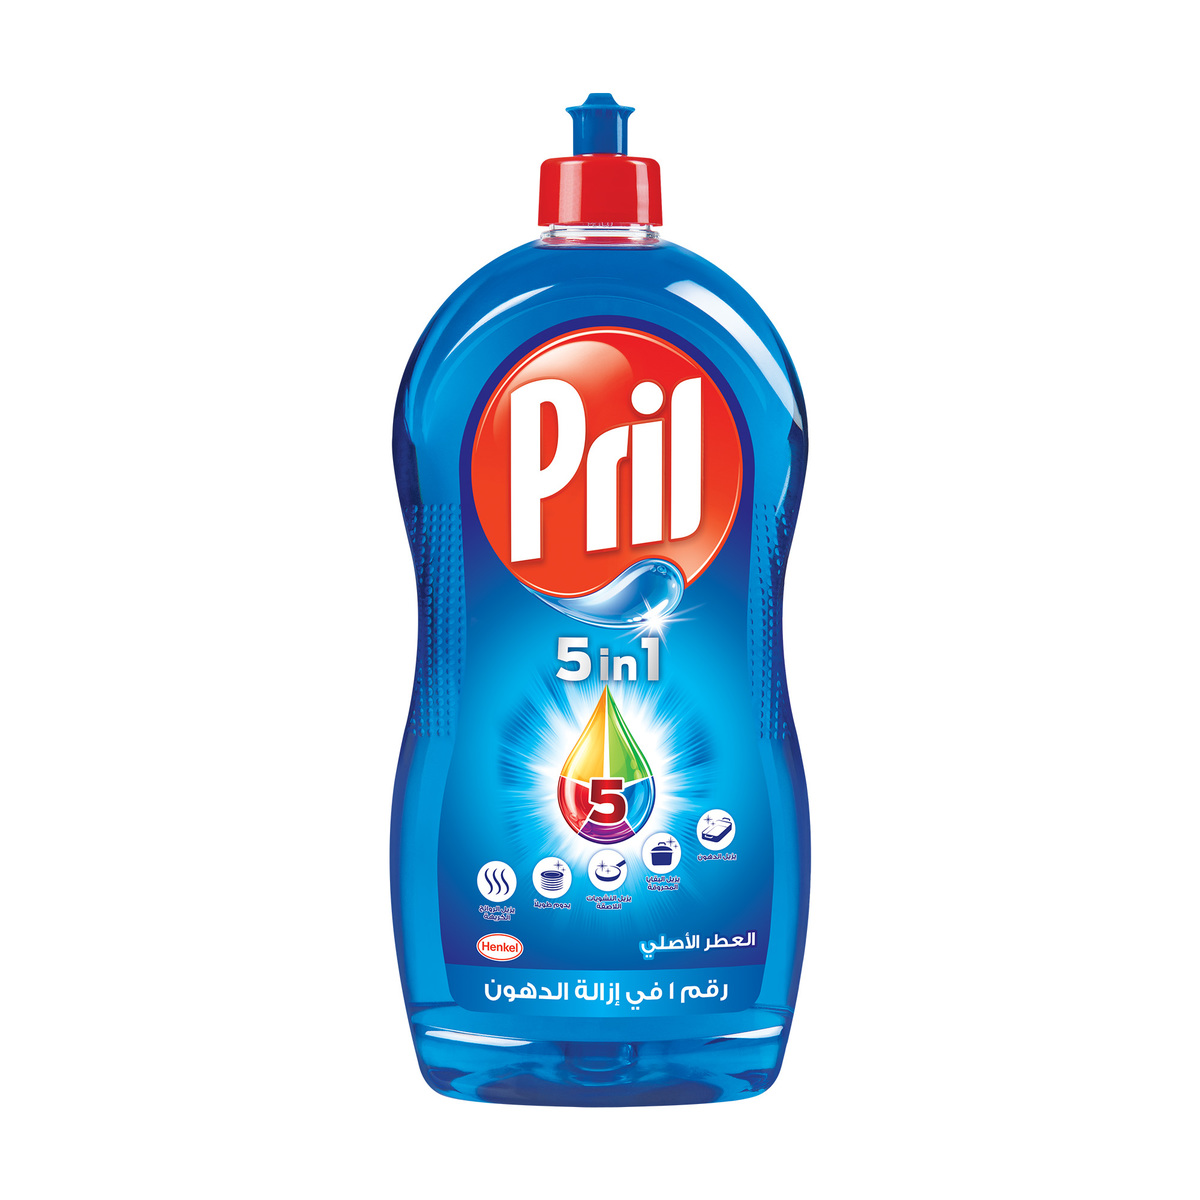 Pril
5 in 1
5
يزيل الدهون
يزيل البقايا
المحروقة
يزيل النشويات
اللاصقة
يدوم طويلاً
يزيل الروائح
الكريهة
العطر الأصلي
Henkel
رقم ١ في إزالة الدهون